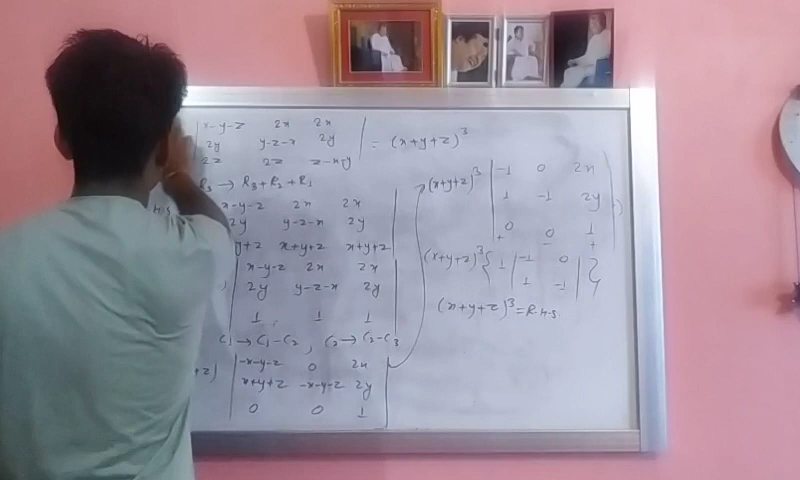 x-y-z 2x 2x
2y y-z-x 2y = (x+y+z)³
2z 2z z-x-y
R₃ → R₃+R₂+R₁
x-y-z 2x 2x
2y y-z-x 2y
y+z x+y+z x+y+z
x-y-z 2x 2x
2y y-z-x 2y
1 1 1
C₁→C₁-C₂, C₂→C₂-C₃
-x-y-z 0 2x
+z) x+y+z -x-y-z 2y
0 0 1
(x+y+z)³ -1 0 2x
1 -1 2y
0 0 1
+ - +
(x+y+z)³ { 1 | -1 0
1 -1 | }
(x+y+z)³ = R.H.S.